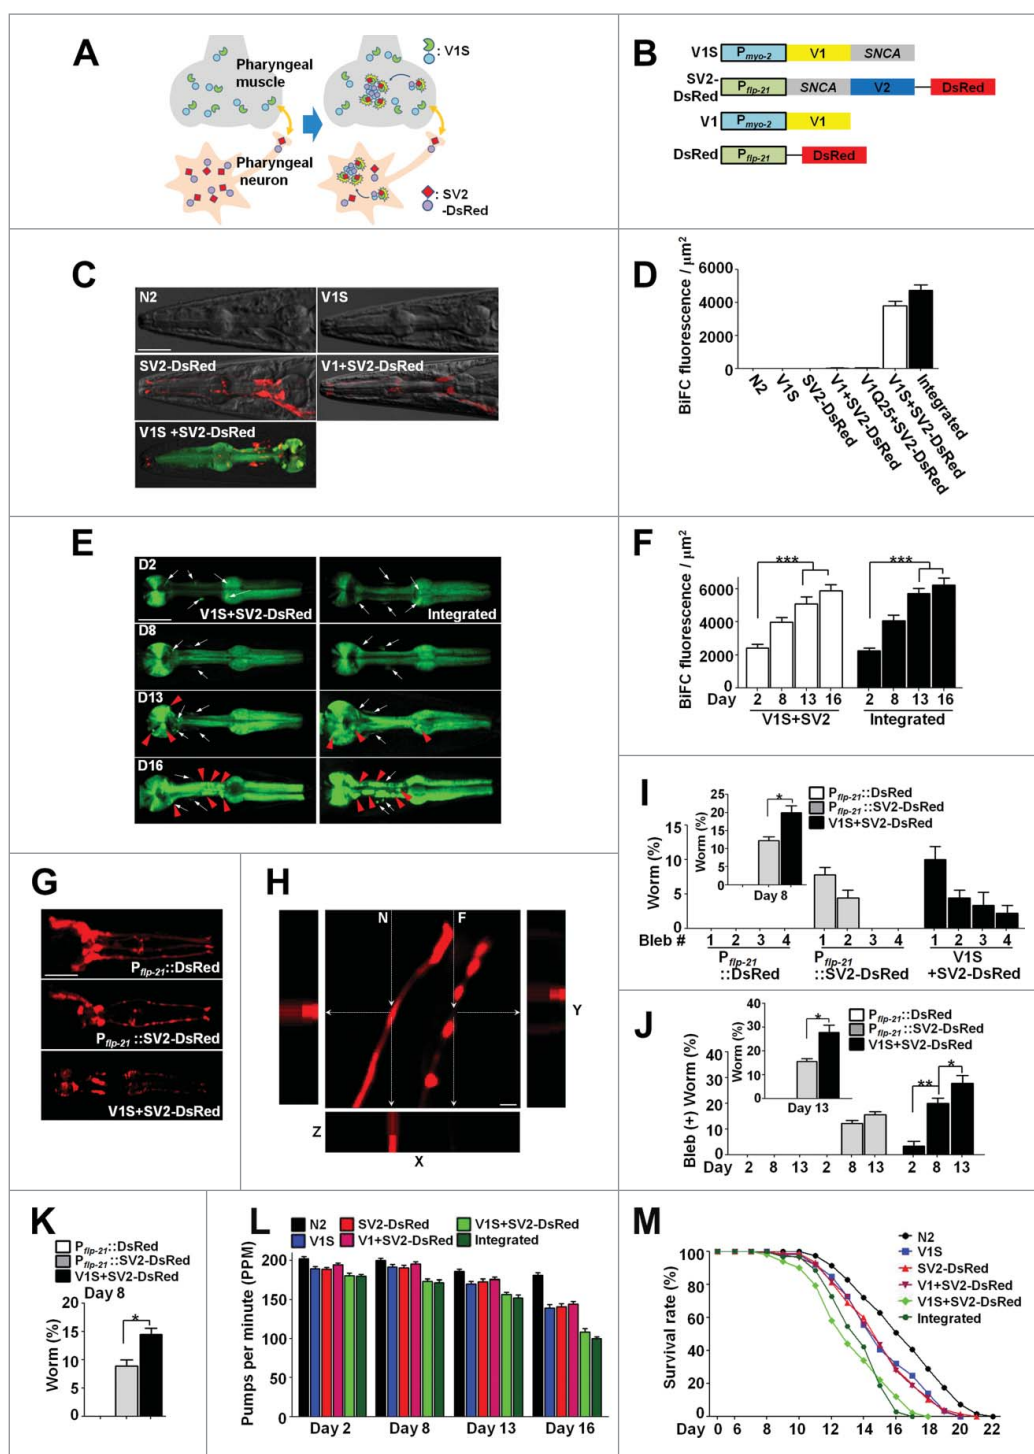 A
: V1S
Pharyngeal
muscle
Pharyngeal
neuron
: SV2
-DsRed
B
V1S Pmyo-2 V1 SNCA
SV2-
DsRed Pflp-21 SNCA V2 DsRed
V1 Pmyo-2 V1
DsRed Pflp-21 DsRed
C
N2 V1S
SV2-DsRed V1+SV2-DsRed
V1S +SV2-DsRed
D
BiFC fluorescence / μm²
6000
4000
2000
0
N2
V1S
SV2-DsRed
V1+SV2-DsRed
V1Q25+SV2-DsRed
V1S+SV2-DsRed
Integrated
E
D2
V1S+SV2-DsRed Integrated
D8
D13
D16
F
BiFC fluorescence / μm²
*** ***
6000
4000
2000
0
Day 2 8 13 16 2 8 13 16
V1S+SV2 Integrated
G
Pflp-21::DsRed
Pflp-21 ::SV2-DsRed
V1S+SV2-DsRed
H
N F
Y
Z
X
I
Pflp-21::DsRed
Pflp-21::SV2-DsRed
V1S+SV2-DsRed
Worm (%)
25
20
15
10
5
0
*
Day 8
Worm (%)
15
10
5
0
Bleb # 1 2 3 4 1 2 3 4 1 2 3 4
Pflp-21 Pflp-21 V1S
::DsRed ::SV2-DsRed +SV2-DsRed
J
Pflp-21::DsRed
Pflp-21::SV2-DsRed
V1S+SV2-DsRed
Worm (%)
40
30
20
10
0
*
Day 13
Bleb (+) Worm (%)
40
30
20
10
0
** *
Day 2 8 13 2 8 13 2 8 13
K
Pflp-21::DsRed
Pflp-21::SV2-DsRed
V1S+SV2-DsRed
Day 8
Worm (%)
20
15
10
5
0
*
L
N2 SV2-DsRed V1S+SV2-DsRed
V1S V1+SV2-DsRed Integrated
Pumps per minute (PPM)
200
150
100
50
0
Day 2 Day 8 Day 13 Day 16
M
N2
V1S
SV2-DsRed
V1+SV2-DsRed
V1S+SV2-DsRed
Integrated
Survival rate (%)
100
80
60
40
20
0
Day 0 6 8 10 12 14 16 18 20 22